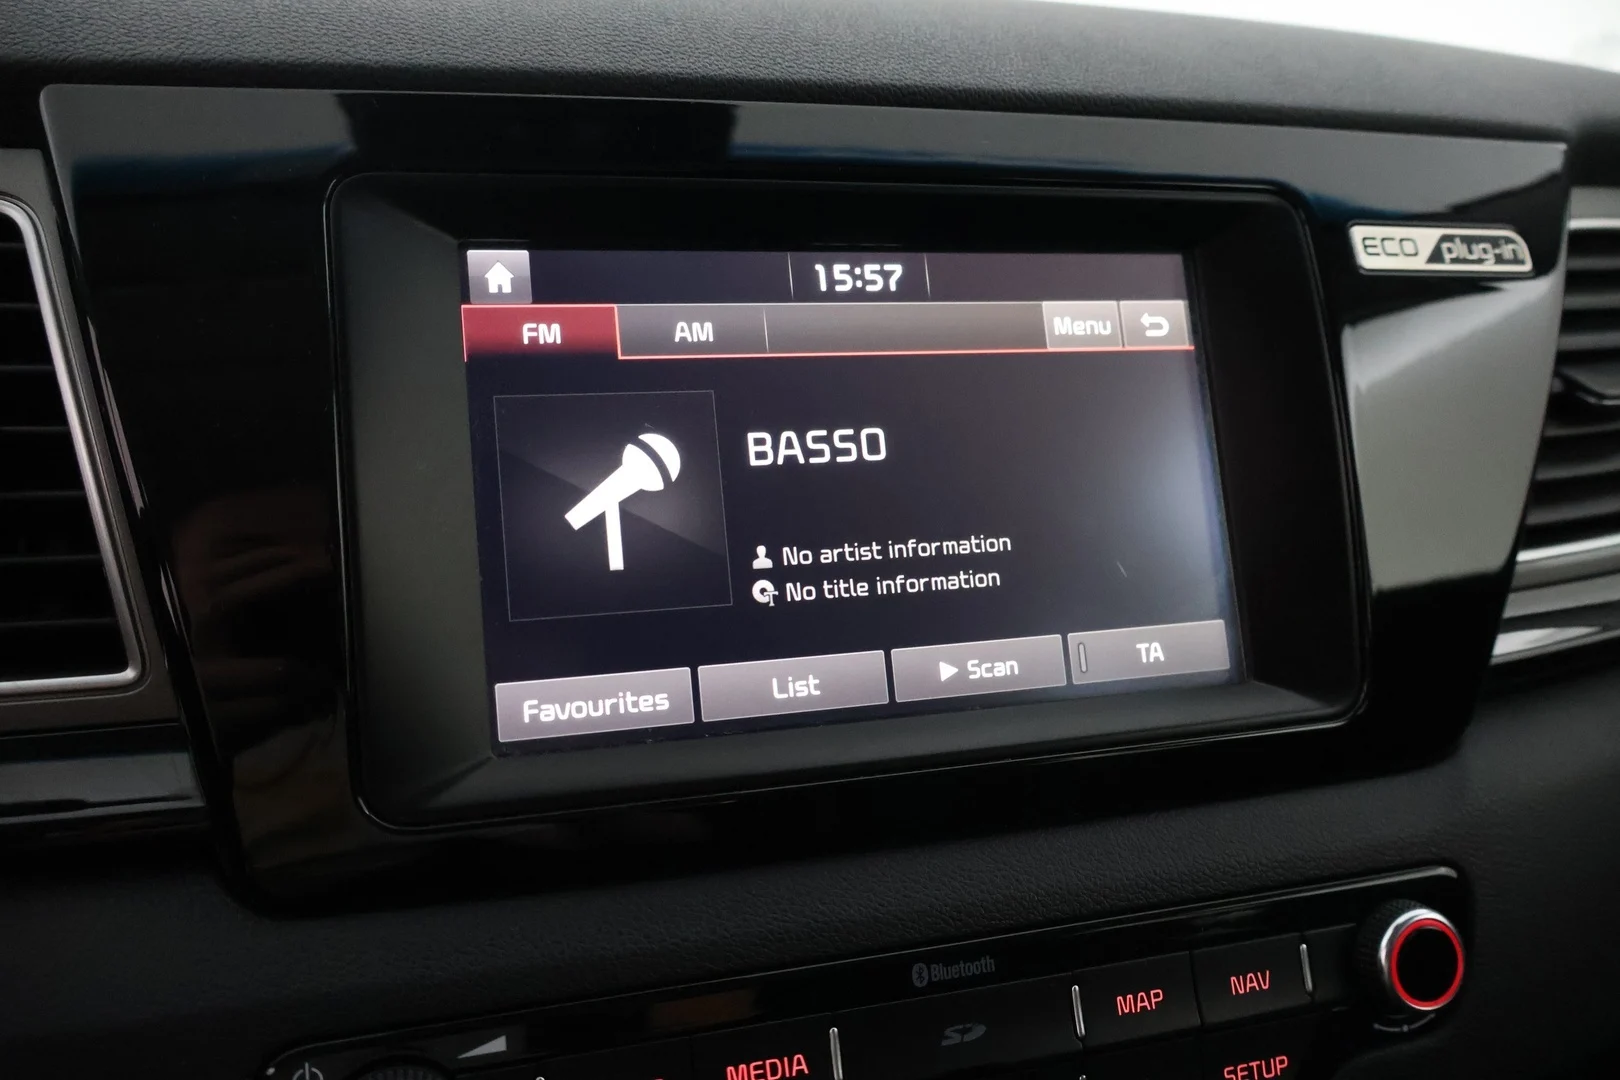 15:57
ECO plug-in
FM
AM
Menu
BASSO
No artist information
No title information
Favourites
List
Scan
TA
Bluetooth
MAP
NAV
MEDIA
SETUP